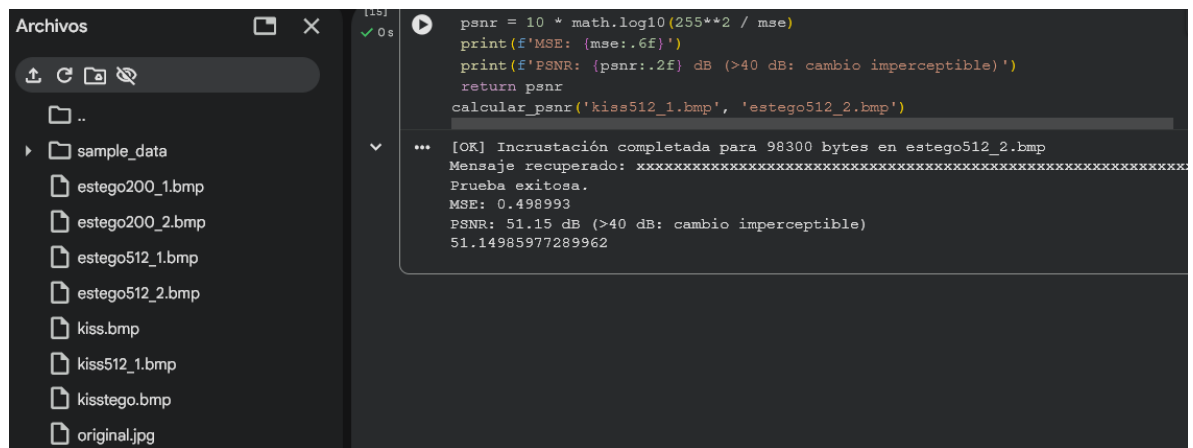 Archivos
..
sample_data
estego200_1.bmp
estego200_2.bmp
estego512_1.bmp
estego512_2.bmp
kiss.bmp
kiss512_1.bmp
kisstego.bmp
original.jpg
[15]
0 s
psnr = 10 * math.log10(255**2 / mse)
print(f'MSE: {mse:.6f}')
print(f'PSNR: {psnr:.2f} dB (>40 dB: cambio imperceptible)')
return psnr
calcular_psnr('kiss512_1.bmp', 'estego512_2.bmp')
[OK] Incrustación completada para 98300 bytes en estego512_2.bmp
Mensaje recuperado: xxxxxxxxxxxxxxxxxxxxxxxxxxxxxxxxxxxxxxxxxxxxxxxxxxxxxxxxxxxxxxx
Prueba exitosa.
MSE: 0.498993
PSNR: 51.15 dB (>40 dB: cambio imperceptible)
51.14985977289962